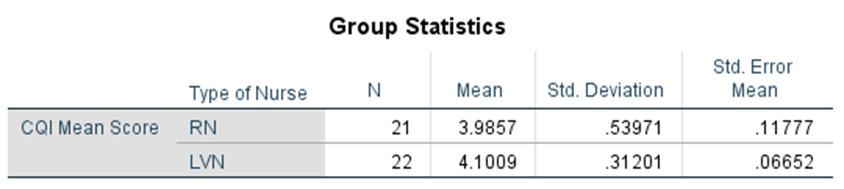 Group Statistics
Type of Nurse N Mean Std. Deviation Std. Error Mean
CQI Mean Score RN 21 3.9857 .53971 .11777
LVN 22 4.1009 .31201 .06652